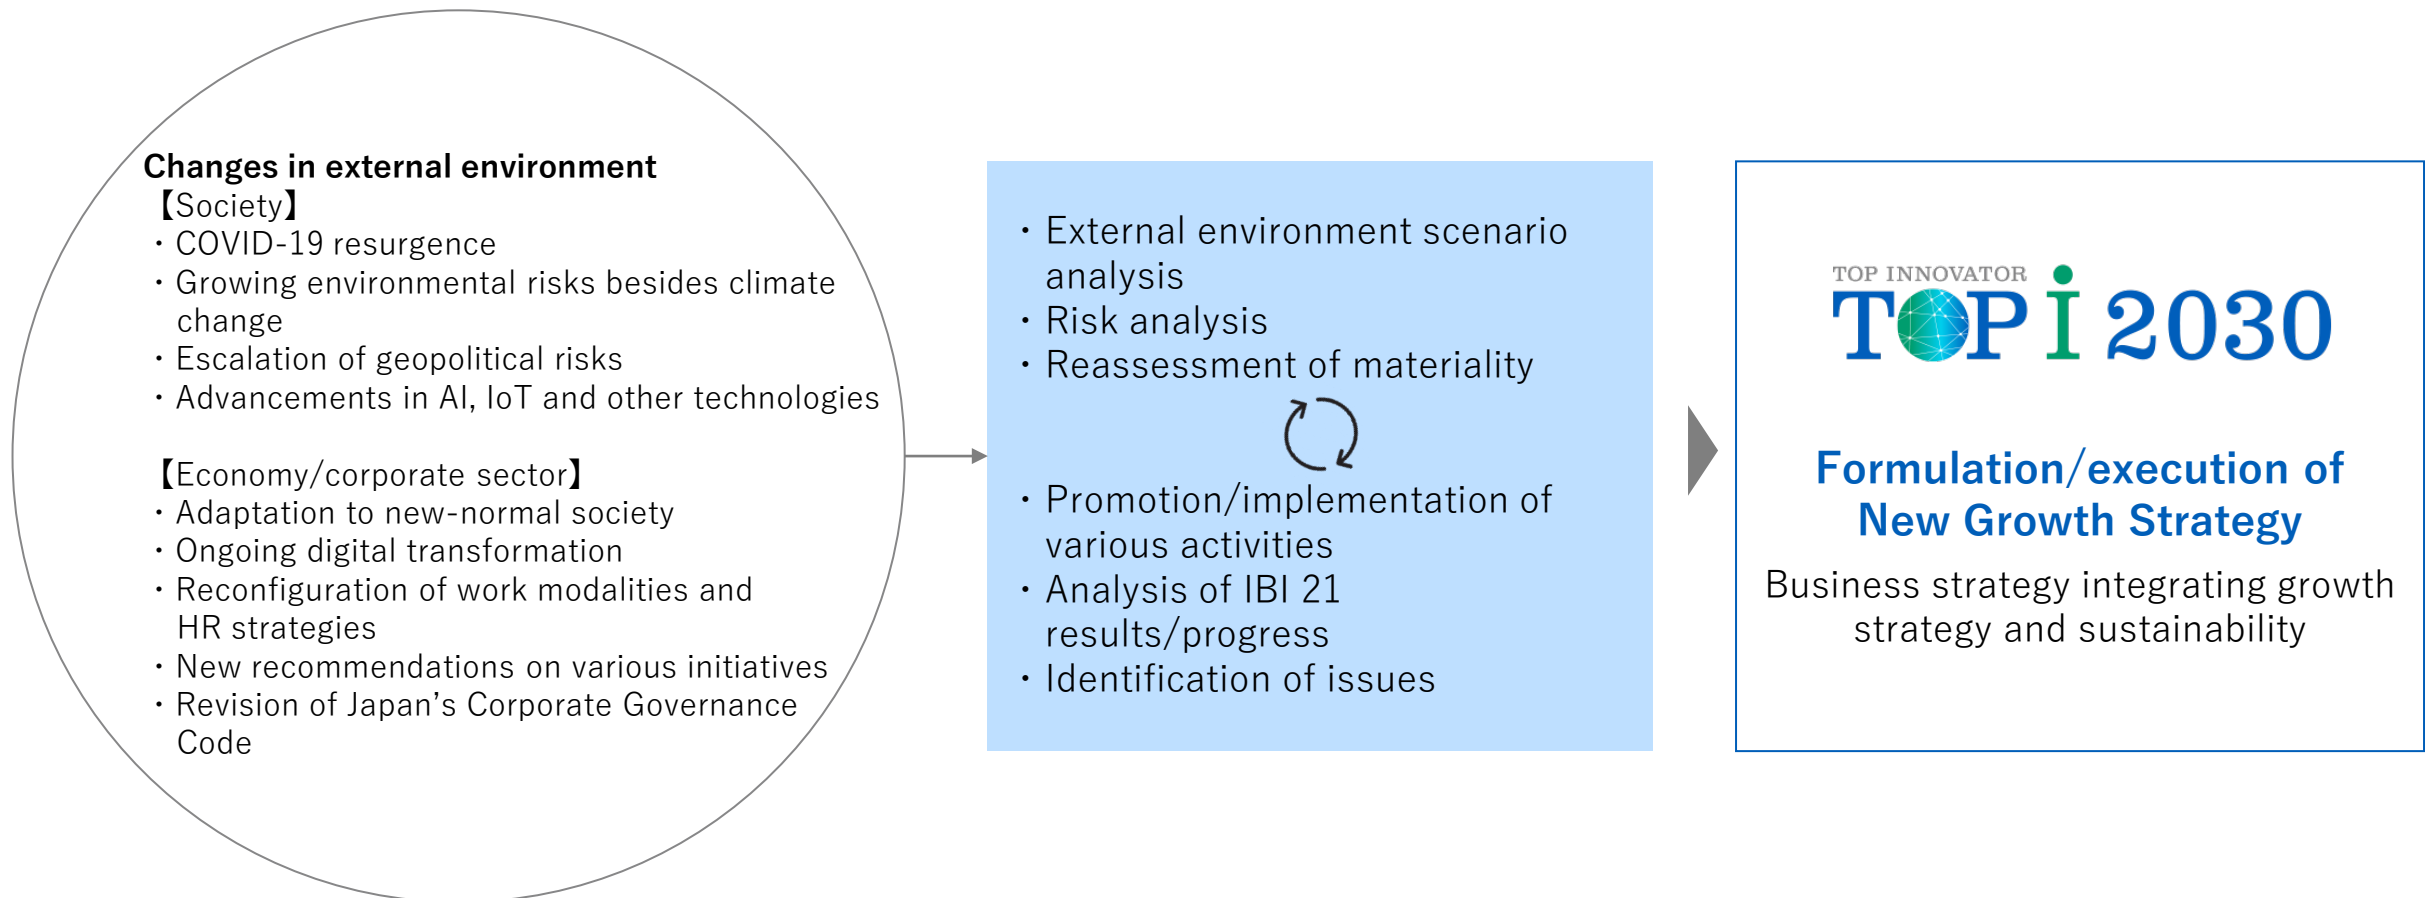 Changes in external environment
【Society】
・COVID-19 resurgence
・Growing environmental risks besides climate
change
・Escalation of geopolitical risks
・Advancements in AI, IoT and other technologies
【Economy/corporate sector】
・Adaptation to new-normal society
・Ongoing digital transformation
・Reconfiguration of work modalities and
HR strategies
・New recommendations on various initiatives
・Revision of Japan’s Corporate Governance
Code
・External environment scenario
analysis
・Risk analysis
・Reassessment of materiality
・Promotion/implementation of
various activities
・Analysis of IBI 21
results/progress
・Identification of issues
TOP INNOVATOR
TOP i 2030
Formulation/execution of
New Growth Strategy
Business strategy integrating growth
strategy and sustainability